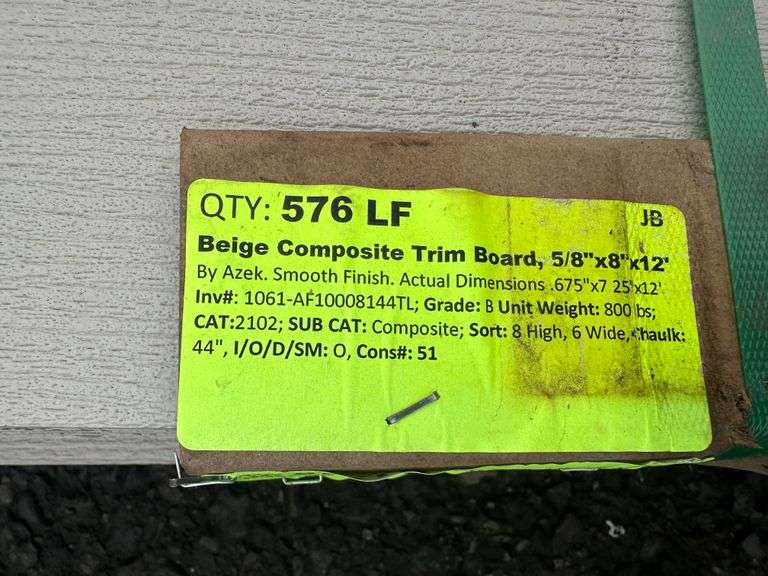 QTY: 576 LF
JB
Beige Composite Trim Board, 5/8"x8"x12'
By Azek. Smooth Finish. Actual Dimensions .675"x7 25"x12'
Inv#: 1061-AF10008144TL; Grade: B Unit Weight: 800 lbs;
CAT:2102; SUB CAT: Composite; Sort: 8 High, 6 Wide, Chaulk:
44", I/O/D/SM: O, Cons#: 51